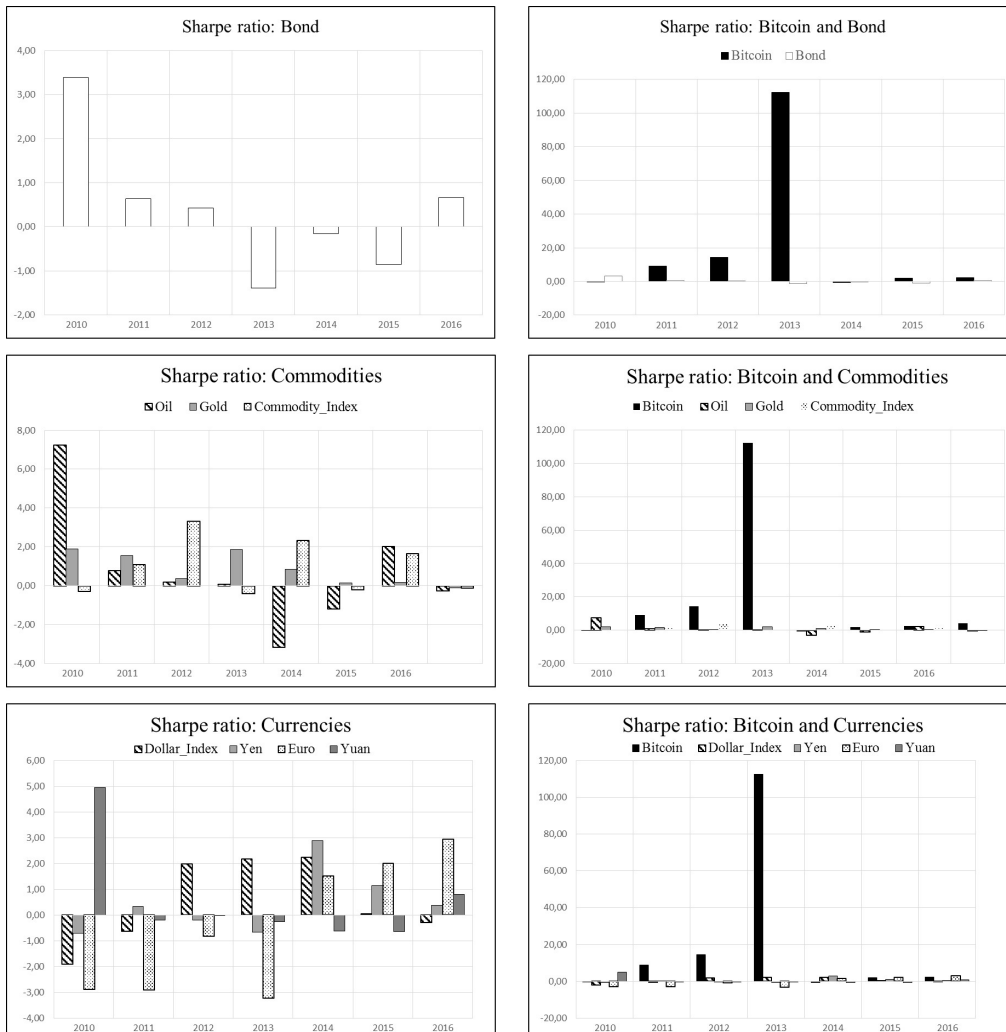 Sharpe ratio: Bond
4,00
3,00
2,00
1,00
0,00
-1,00
-2,00
2010 2011 2012 2013 2014 2015 2016
Sharpe ratio: Bitcoin and Bond
Bitcoin Bond
120,00
100,00
80,00
60,00
40,00
20,00
0,00
-20,00
2010 2011 2012 2013 2014 2015 2016
Sharpe ratio: Commodities
Oil Gold Commodity_Index
8,00
6,00
4,00
2,00
0,00
-2,00
-4,00
2010 2011 2012 2013 2014 2015 2016
Sharpe ratio: Bitcoin and Commodities
Bitcoin Oil Gold Commodity_Index
120,00
100,00
80,00
60,00
40,00
20,00
0,00
-20,00
2010 2011 2012 2013 2014 2015 2016
Sharpe ratio: Currencies
Dollar_Index Yen Euro Yuan
6,00
5,00
4,00
3,00
2,00
1,00
0,00
-1,00
-2,00
-3,00
-4,00
2010 2011 2012 2013 2014 2015 2016
Sharpe ratio: Bitcoin and Currencies
Bitcoin Dollar_Index Yen Euro Yuan
120,00
100,00
80,00
60,00
40,00
20,00
0,00
-20,00
2010 2011 2012 2013 2014 2015 2016